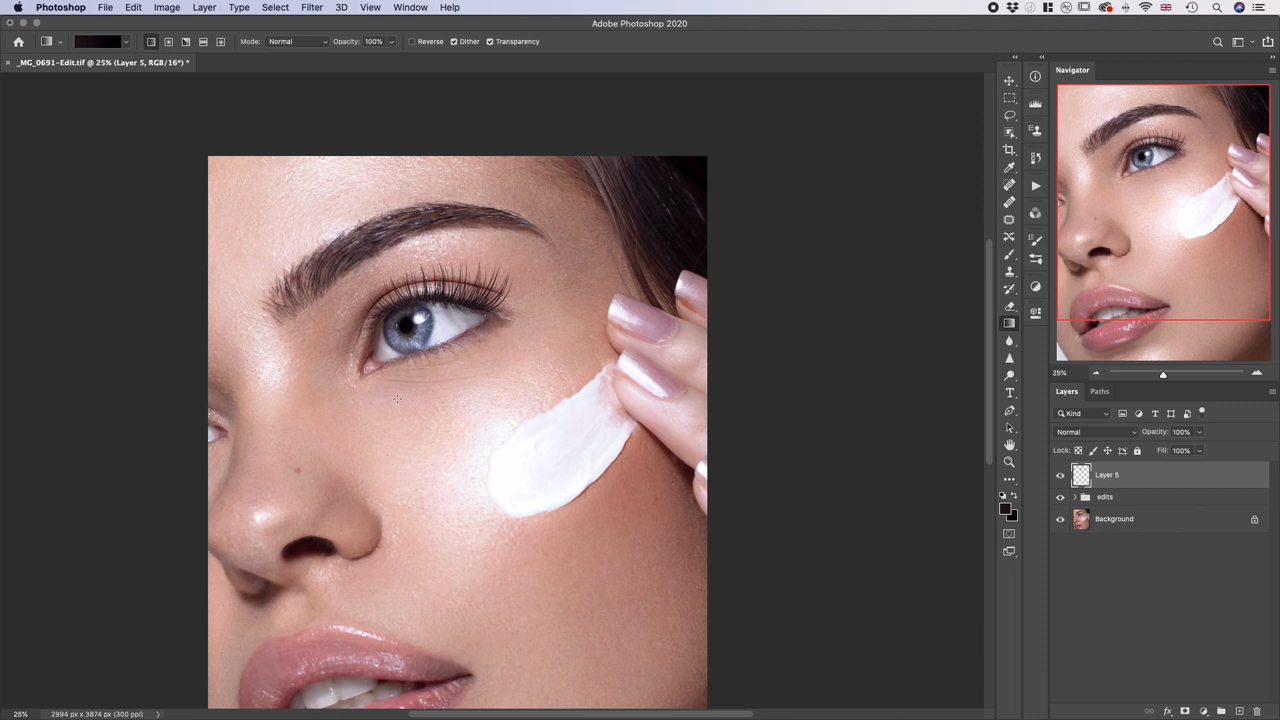 Photoshop File Edit Image Layer Type Select Filter 3D View Window Help
Adobe Photoshop 2020
Mode: Normal Opacity: 100% Reverse Dither Transparency
_MG_0691-Edit.tif @ 25% (Layer 5, RGB/16*) *
Navigator
25%
Layers Paths
Kind
Normal Opacity: 100%
Lock: Fill: 100%
Layer 5
edits
Background
25% 2994 px x 3874 px (300 ppi)